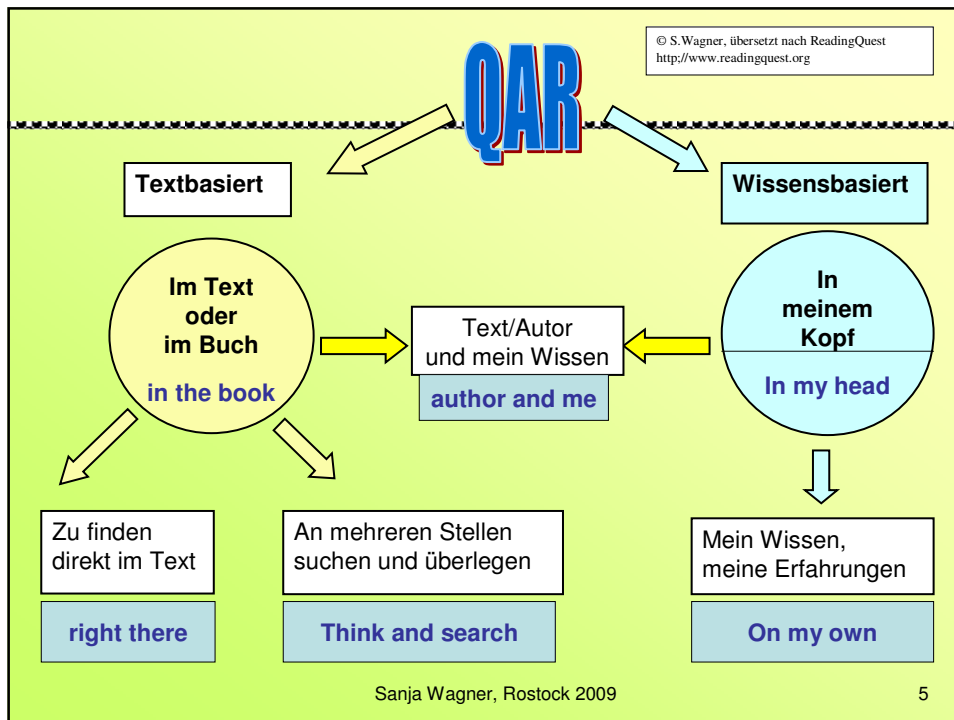 © S.Wagner, übersetzt nach ReadingQuest
http;//www.readingquest.org
QAR
Textbasiert
Wissensbasiert
Im Text
oder
im Buch
in the book
Text/Autor
und mein Wissen
author and me
In
meinem
Kopf
In my head
Zu finden
direkt im Text
right there
An mehreren Stellen
suchen und überlegen
Think and search
Mein Wissen,
meine Erfahrungen
On my own
Sanja Wagner, Rostock 2009
5